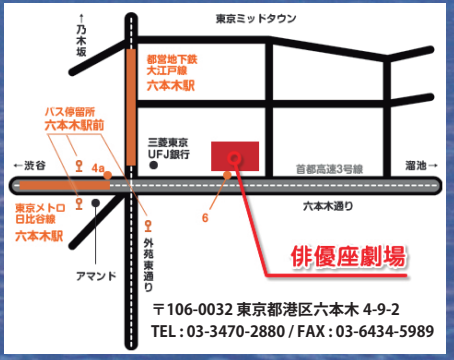 東京ミッドタウン
↑乃木坂
都営地下鉄
大江戸線
六本木駅
バス停留所
六本木駅前
三菱東京
UFJ銀行
←渋谷
4a
首都高速3号線
溜池→
東京メトロ
日比谷線
六本木駅
6
六本木通り
アマンド
外苑東通り
俳優座劇場
〒106-0032 東京都港区六本木 4-9-2
TEL : 03-3470-2880 / FAX : 03-6434-5989